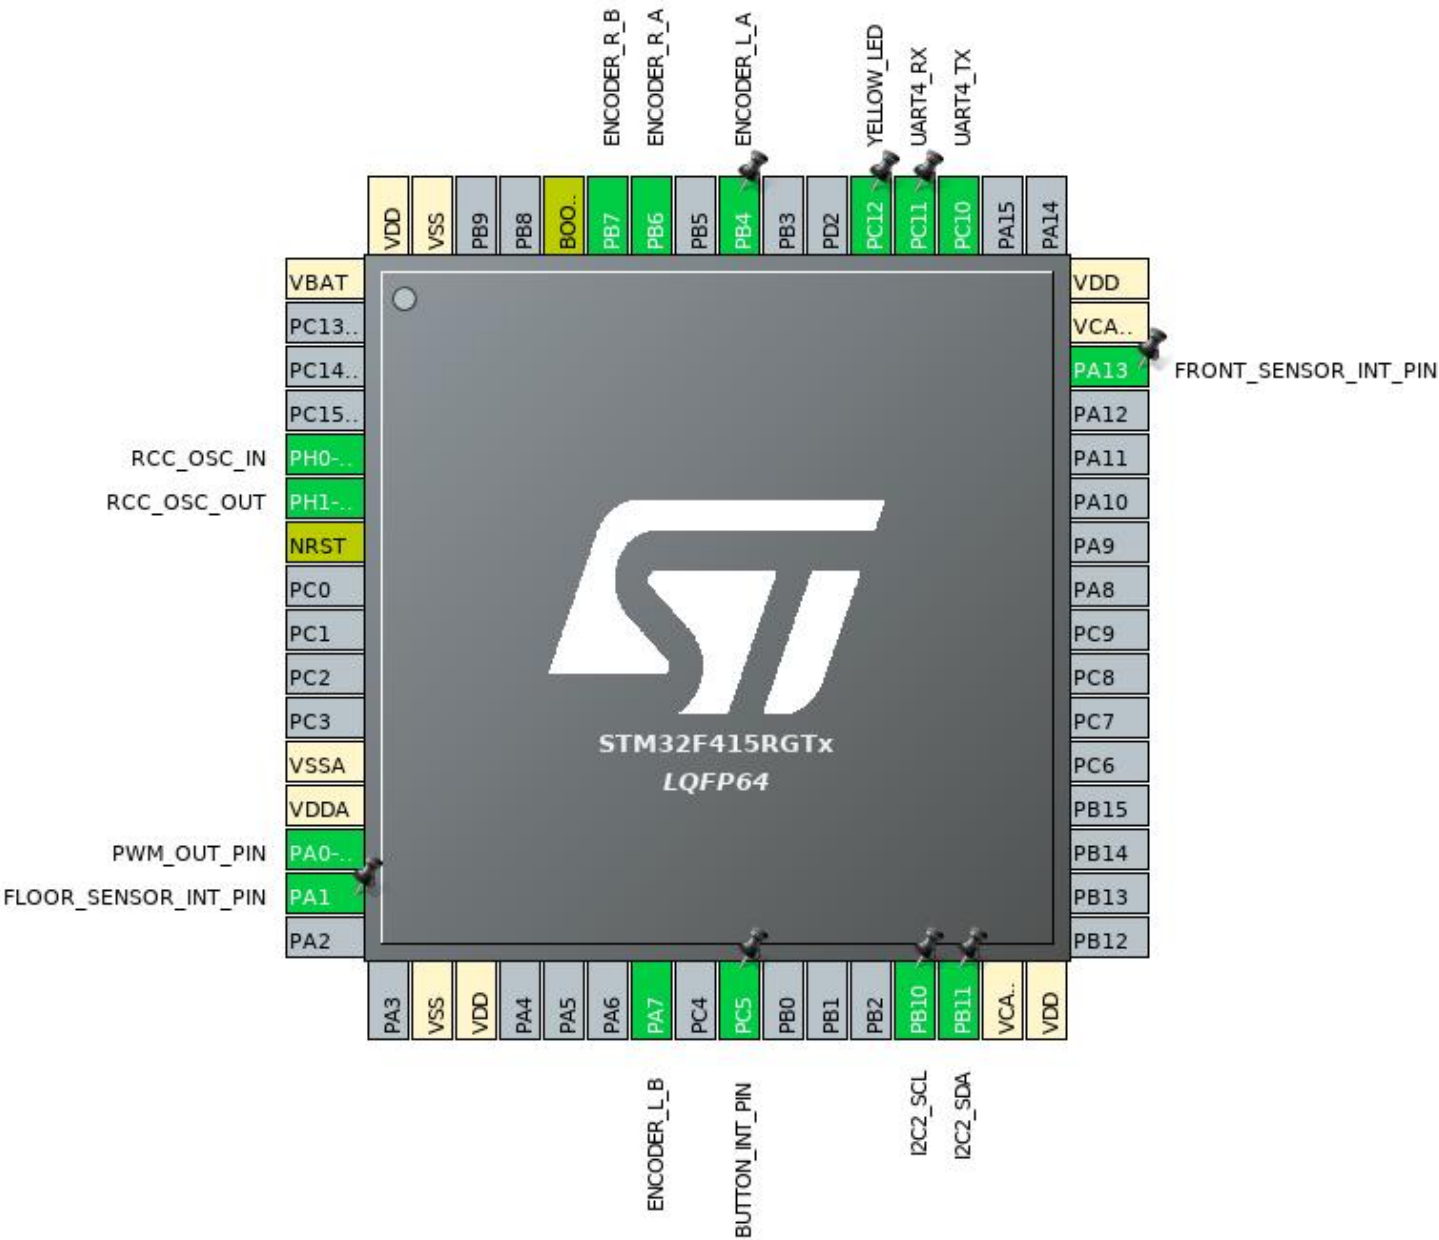 ENCODER_R_B
ENCODER_R_A
ENCODER_L_A
YELLOW_LED
UART4_RX
UART4_TX
VDD
VSS
PB9
PB8
BOO..
PB7
PB6
PB5
PB4
PB3
PD2
PC12
PC11
PC10
PA15
PA14
VBAT
PC13..
PC14..
PC15..
RCC_OSC_IN PH0-..
RCC_OSC_OUT PH1-..
NRST
PC0
PC1
PC2
PC3
VSSA
VDDA
PWM_OUT_PIN PA0-..
FLOOR_SENSOR_INT_PIN PA1
PA2
STM32F415RGTx
LQFP64
VDD
VCA..
PA13 FRONT_SENSOR_INT_PIN
PA12
PA11
PA10
PA9
PA8
PC9
PC8
PC7
PC6
PB15
PB14
PB13
PB12
PA3
VSS
VDD
PA4
PA5
PA6
PA7
PC4
PC5
PB0
PB1
PB2
PB10
PB11
VCA..
VDD
ENCODER_L_B
BUTTON_INT_PIN
I2C2_SCL
I2C2_SDA